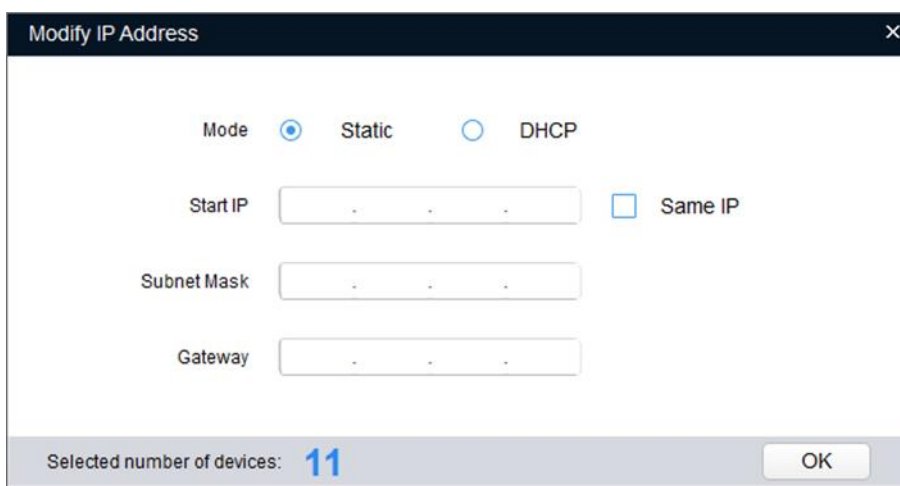 Modify IP Address ×
Mode Static DHCP
Start IP . . . Same IP
Subnet Mask . . .
Gateway . . .
Selected number of devices: 11 OK